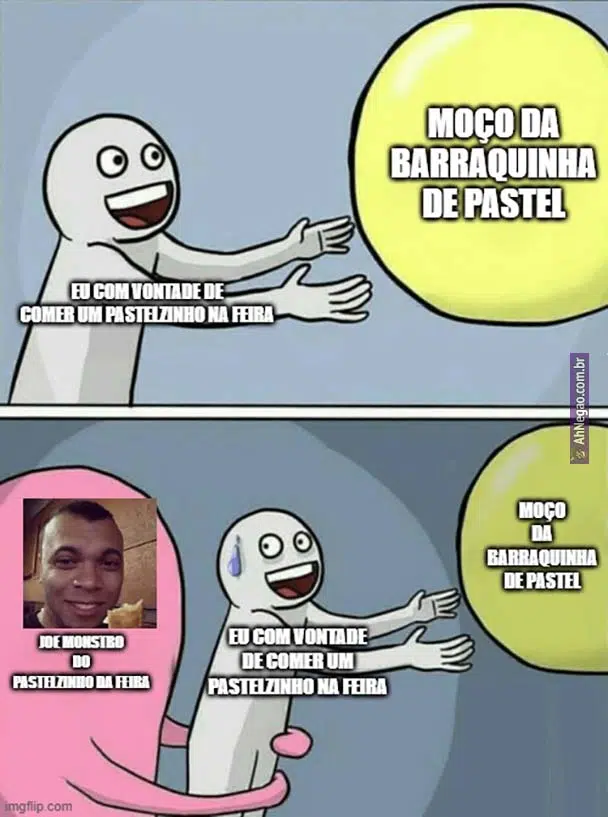 MOÇO DA
BARRAQUINHA
DE PASTEL
EU COM VONTADE DE
COMER UM PASTELZINHO NA FEIRA
AhNegao.com.br
MOÇO
DA
BARRAQUINHA
DE PASTEL
JOE MONSTRO
DO
PASTELZINHO DA FEIRA
EU COM VONTADE
DE COMER UM
PASTELZINHO NA FEIRA
imgflip.com